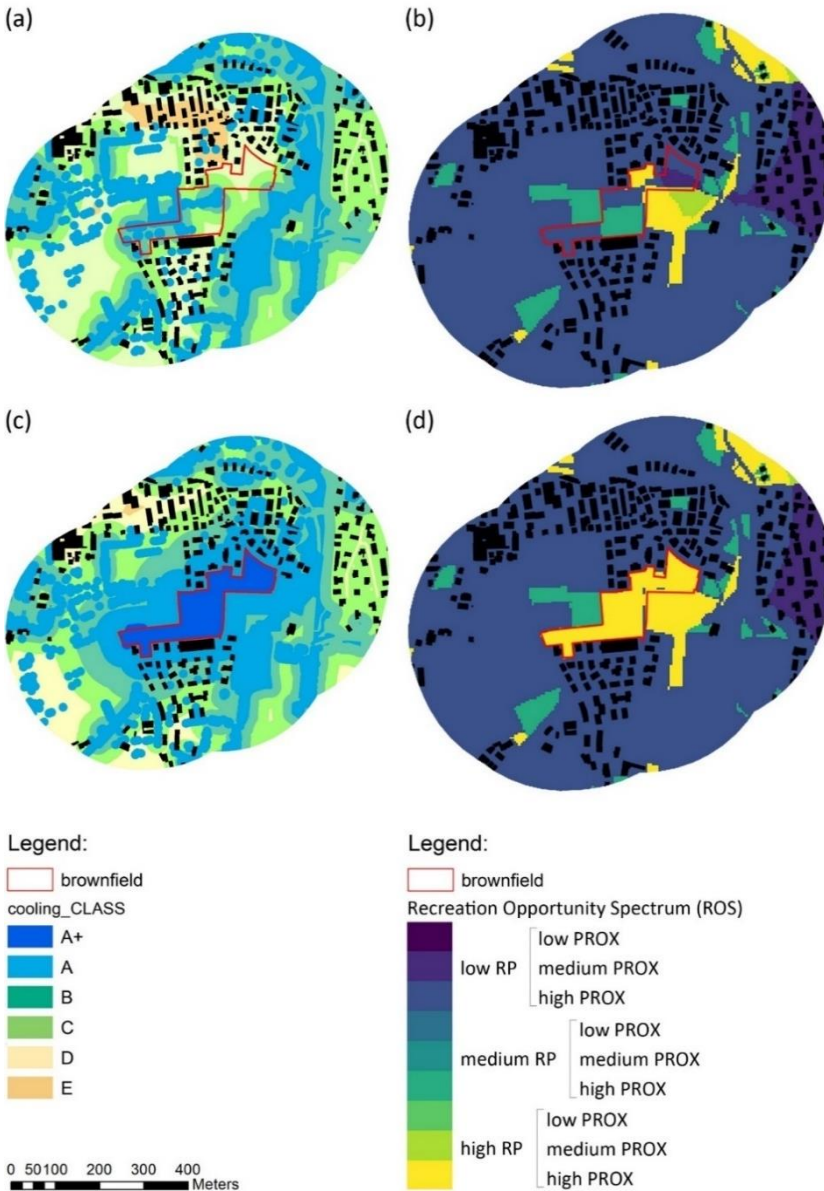 (a)
(b)
(c)
(d)
Legend:
brownfield
cooling_CLASS
A+
A
B
C
D
E
0 50100 200 300 400
Meters
Legend:
brownfield
Recreation Opportunity Spectrum (ROS)
low RP
low PROX
medium PROX
high PROX
medium RP
low PROX
medium PROX
high PROX
high RP
low PROX
medium PROX
high PROX